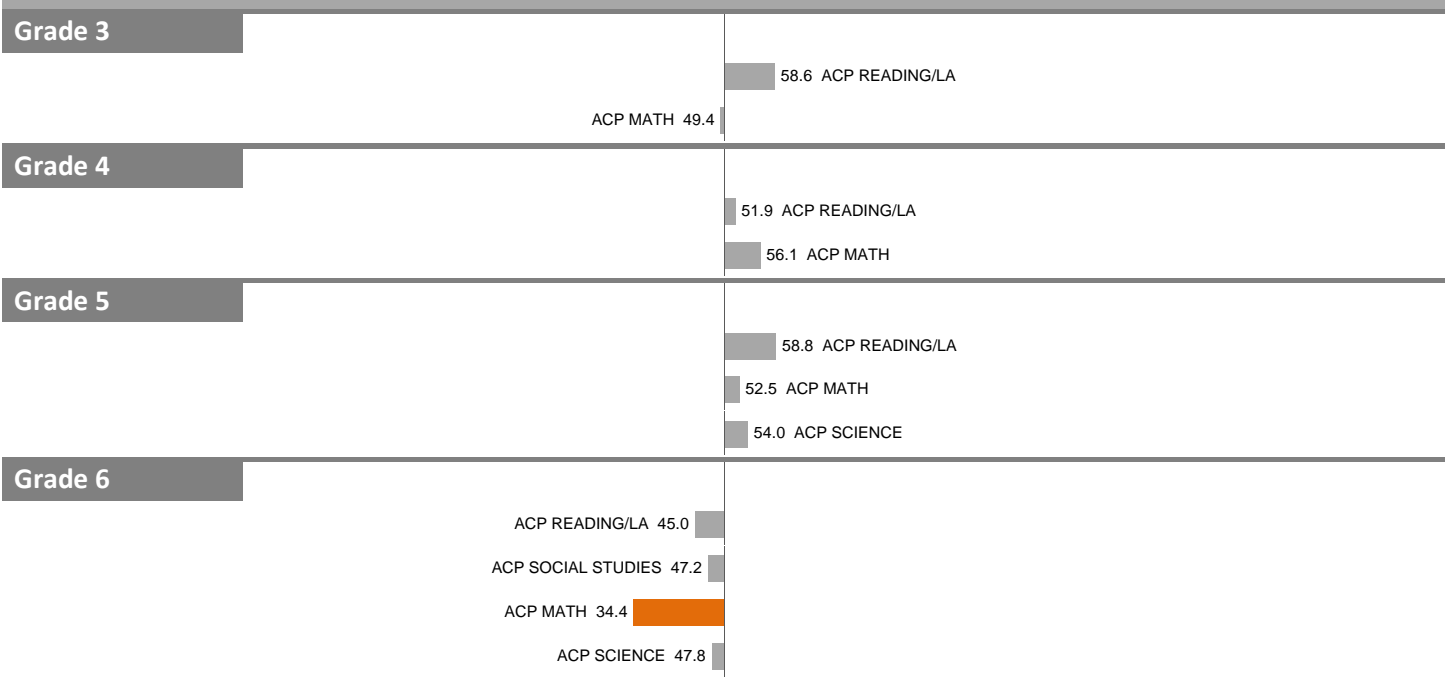 Grade 3
58.6 ACP READING/LA
ACP MATH 49.4
Grade 4
51.9 ACP READING/LA
56.1 ACP MATH
Grade 5
58.8 ACP READING/LA
52.5 ACP MATH
54.0 ACP SCIENCE
Grade 6
ACP READING/LA 45.0
ACP SOCIAL STUDIES 47.2
ACP MATH 34.4
ACP SCIENCE 47.8